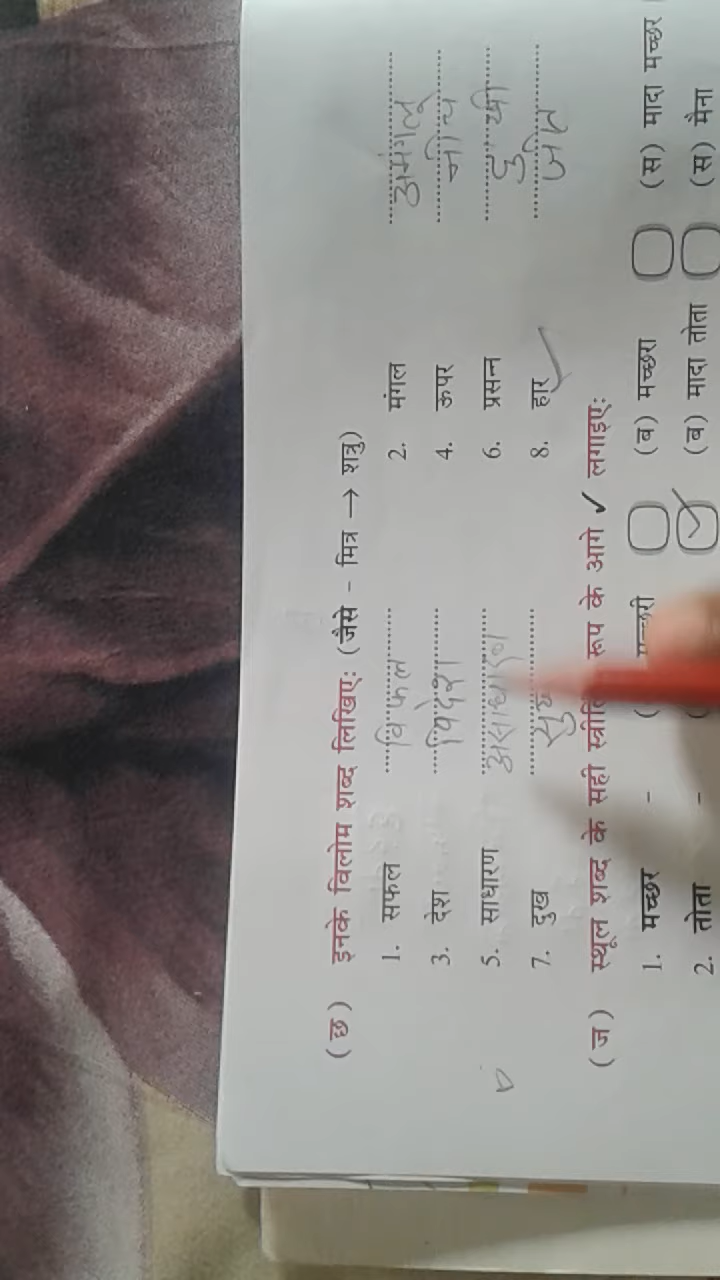 (छ) इनके विलोम शब्द लिखिए: (जैसे - मित्र → शत्रु)
1. सफल विफल 2. मंगल अमंगल
3. देश विदेश 4. ऊपर नीचे
5. साधारण असाधारण 6. प्रसन्न दुखी
7. दुख सुख 8. हार जीत
(ज) स्थूल शब्द के सही रूप के आगे ✓ लगाइए:
1. मच्छर - (ब) मच्छरा (स) मादा मच्छर
2. तोता - (ब) मादा तोता (स) मैना